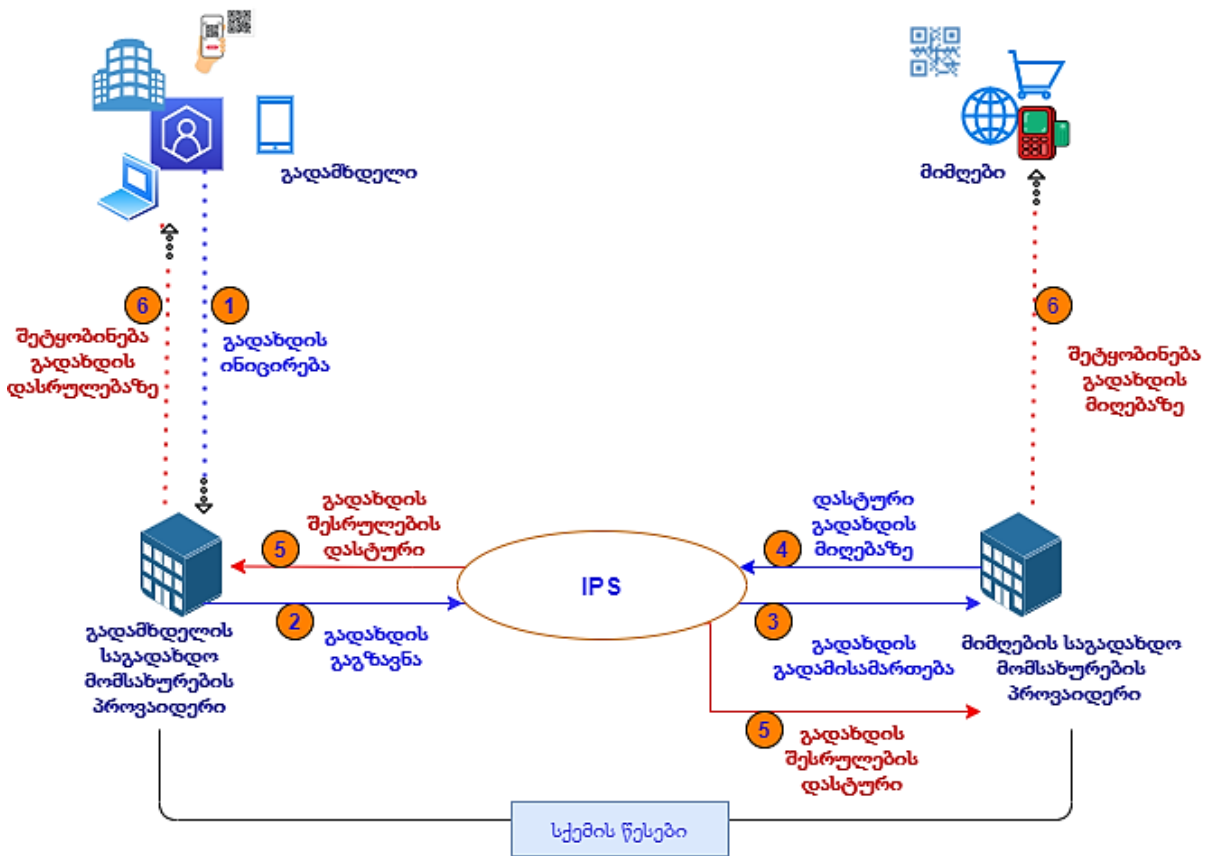 გადამხდელი
მიმღები
6
1
6
შეტყობინება
გადახდის
დასრულებაზე
გადახდის
ინიცირება
შეტყობინება
გადახდის
მიღებაზე
გადახდის
შესრულების
დასტური
5
დასტური
გადახდის
მიღებაზე
4
IPS
2
გადახდის
გაგზავნა
3
გადახდის
გადამისამართება
გადამხდელის
საგადახდო
მომსახურების
პროვაიდერი
მიმღების საგადახდო
მომსახურების
პროვაიდერი
5
გადახდის
შესრულების
დასტური
სქემის წესები